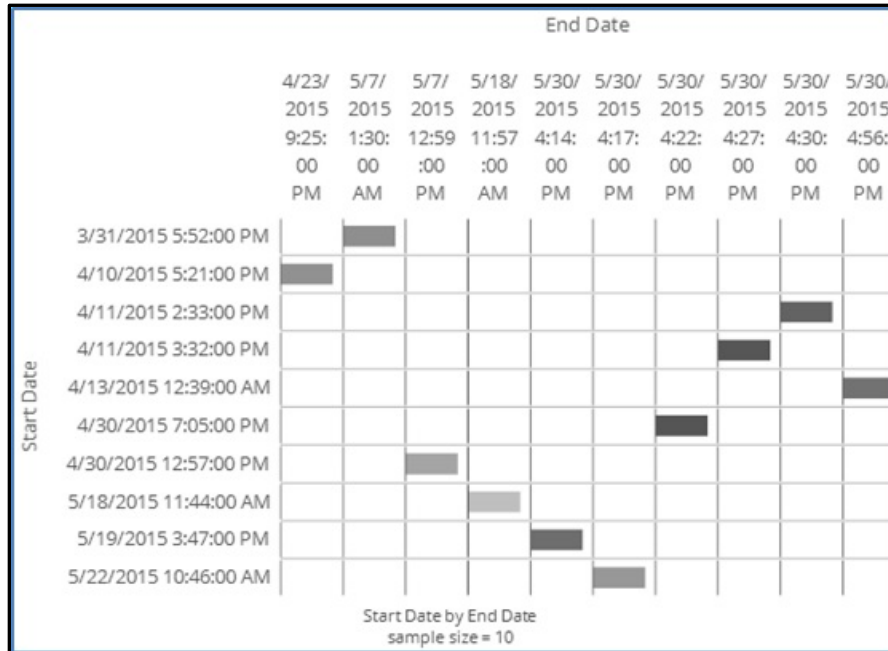 End Date
4/23/ 5/7/ 5/7/ 5/18/ 5/30/ 5/30/ 5/30/ 5/30/ 5/30/ 5/30/
2015 2015 2015 2015 2015 2015 2015 2015 2015 2015
9:25: 1:30: 12:59 11:57 4:14: 4:17: 4:22: 4:27: 4:30: 4:56:
00 00 :00 :00 00 00 00 00 00 00
PM AM PM AM PM PM PM PM PM PM
Start Date
3/31/2015 5:52:00 PM
4/10/2015 5:21:00 PM
4/11/2015 2:33:00 PM
4/11/2015 3:32:00 PM
4/13/2015 12:39:00 AM
4/30/2015 7:05:00 PM
4/30/2015 12:57:00 PM
5/18/2015 11:44:00 AM
5/19/2015 3:47:00 PM
5/22/2015 10:46:00 AM
Start Date by End Date
sample size = 10